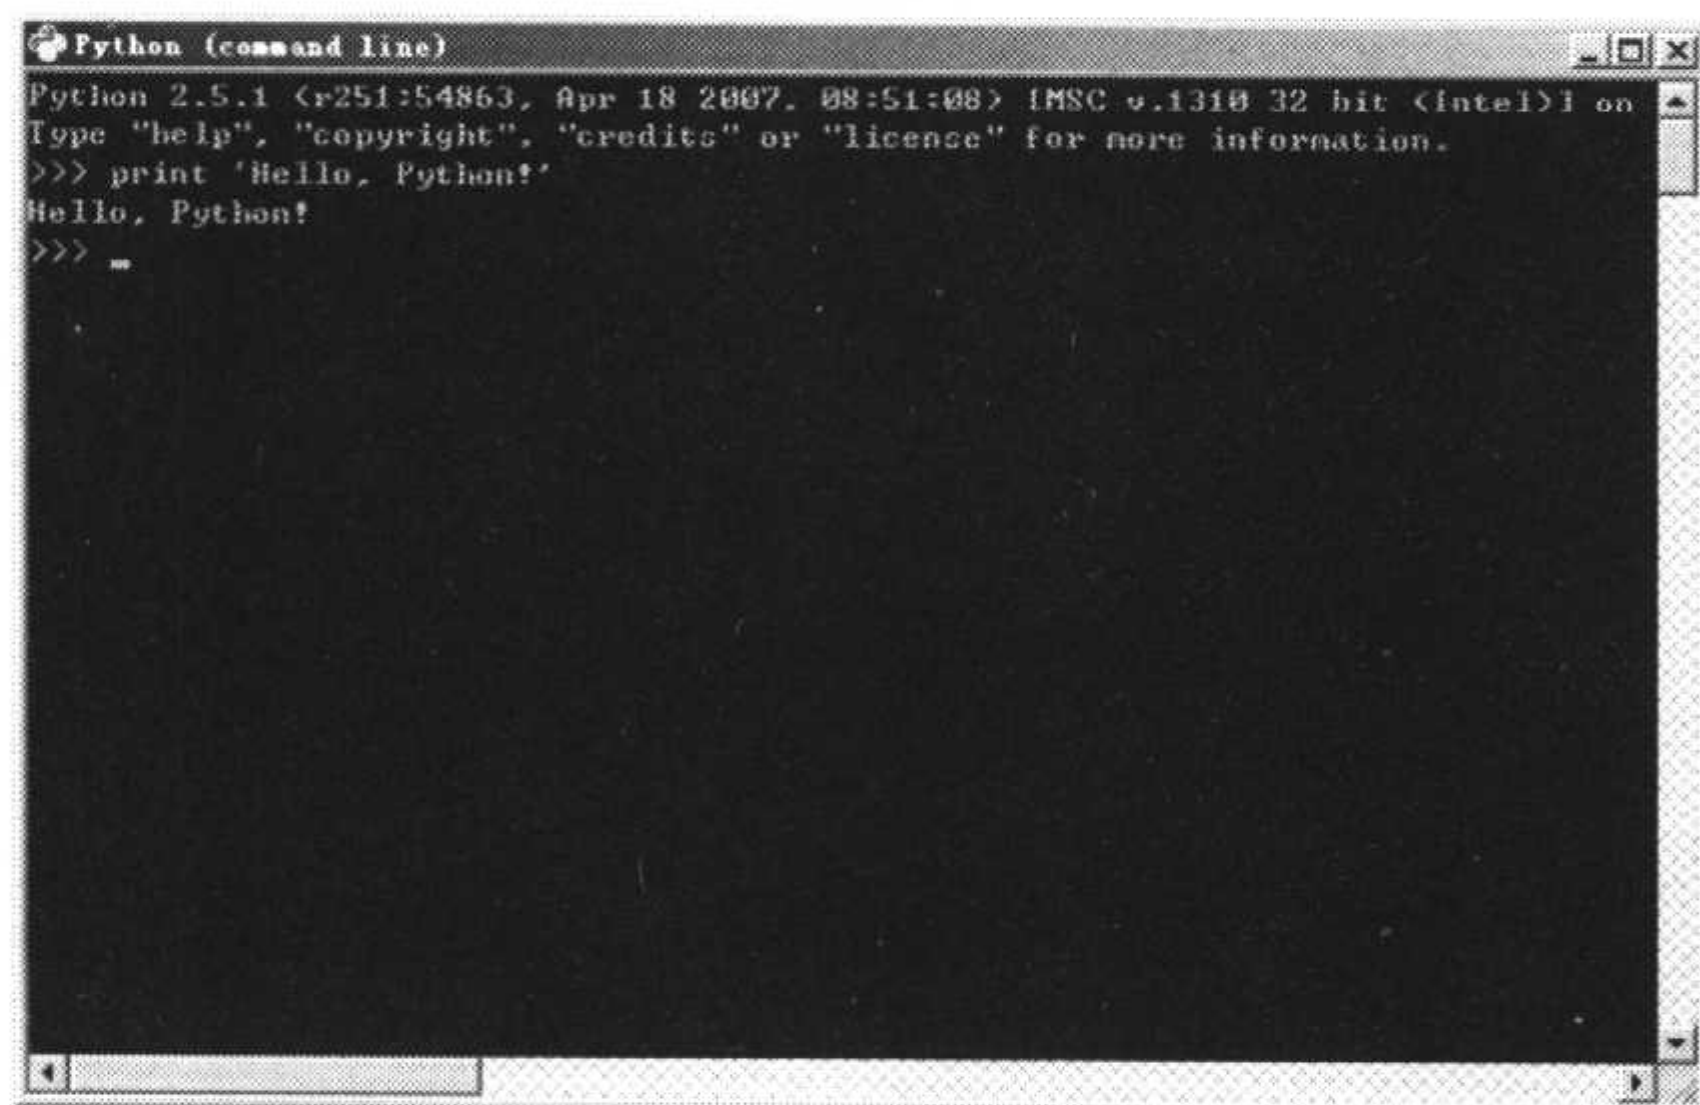 Python (command line)
Python 2.5.1 (r251:54863, Apr 18 2007, 08:51:08) [MSC v.1310 32 bit (Intel)] on
Type "help", "copyright", "credits" or "license" for more information.
>>> print 'Hello, Python!'
Hello, Python!
>>> _